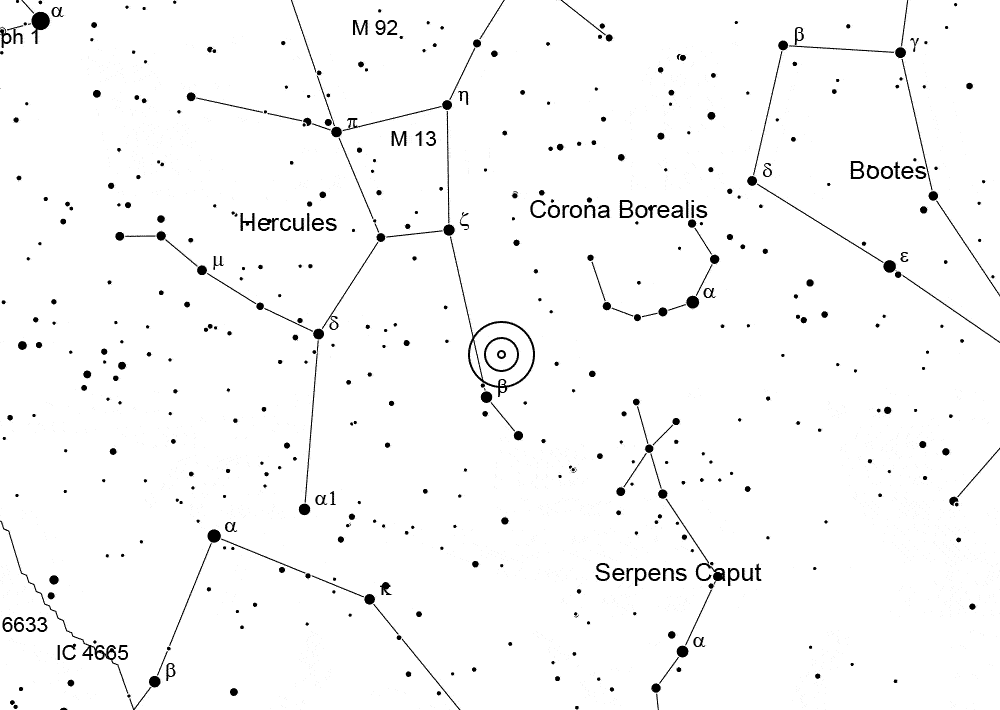 α
M 92
β
γ
ph 1
η
π
M 13
δ
Bootes
Corona Borealis
Hercules
ζ
ε
μ
α
δ
β
α1
α
Serpens Caput
κ
6633
IC 4665
α
β